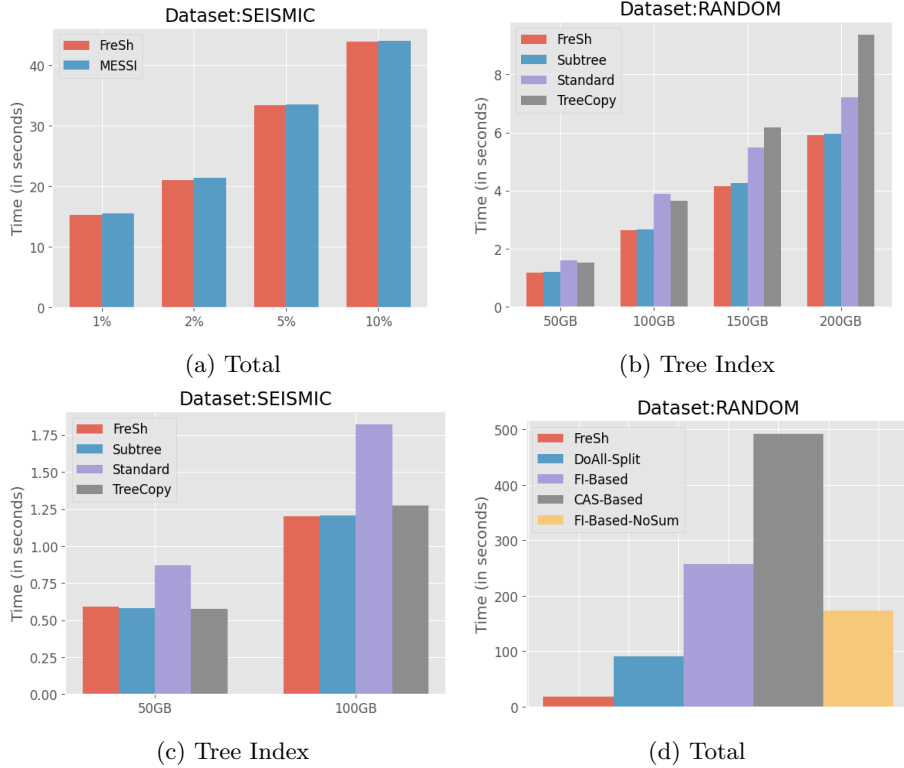 Dataset:SEISMIC
Time (in seconds)
40
30
20
10
0
FreSh
MESSI
1% 2% 5% 10%
(a) Total
Dataset:RANDOM
Time (in seconds)
8
6
4
2
0
FreSh
Subtree
Standard
TreeCopy
50GB 100GB 150GB 200GB
(b) Tree Index
Dataset:SEISMIC
Time (in seconds)
1.75
1.50
1.25
1.00
0.75
0.50
0.25
0.00
FreSh
Subtree
Standard
TreeCopy
50GB 100GB
(c) Tree Index
Dataset:RANDOM
Time (in seconds)
500
400
300
200
100
0
FreSh
DoAll-Split
FI-Based
CAS-Based
FI-Based-NoSum
(d) Total